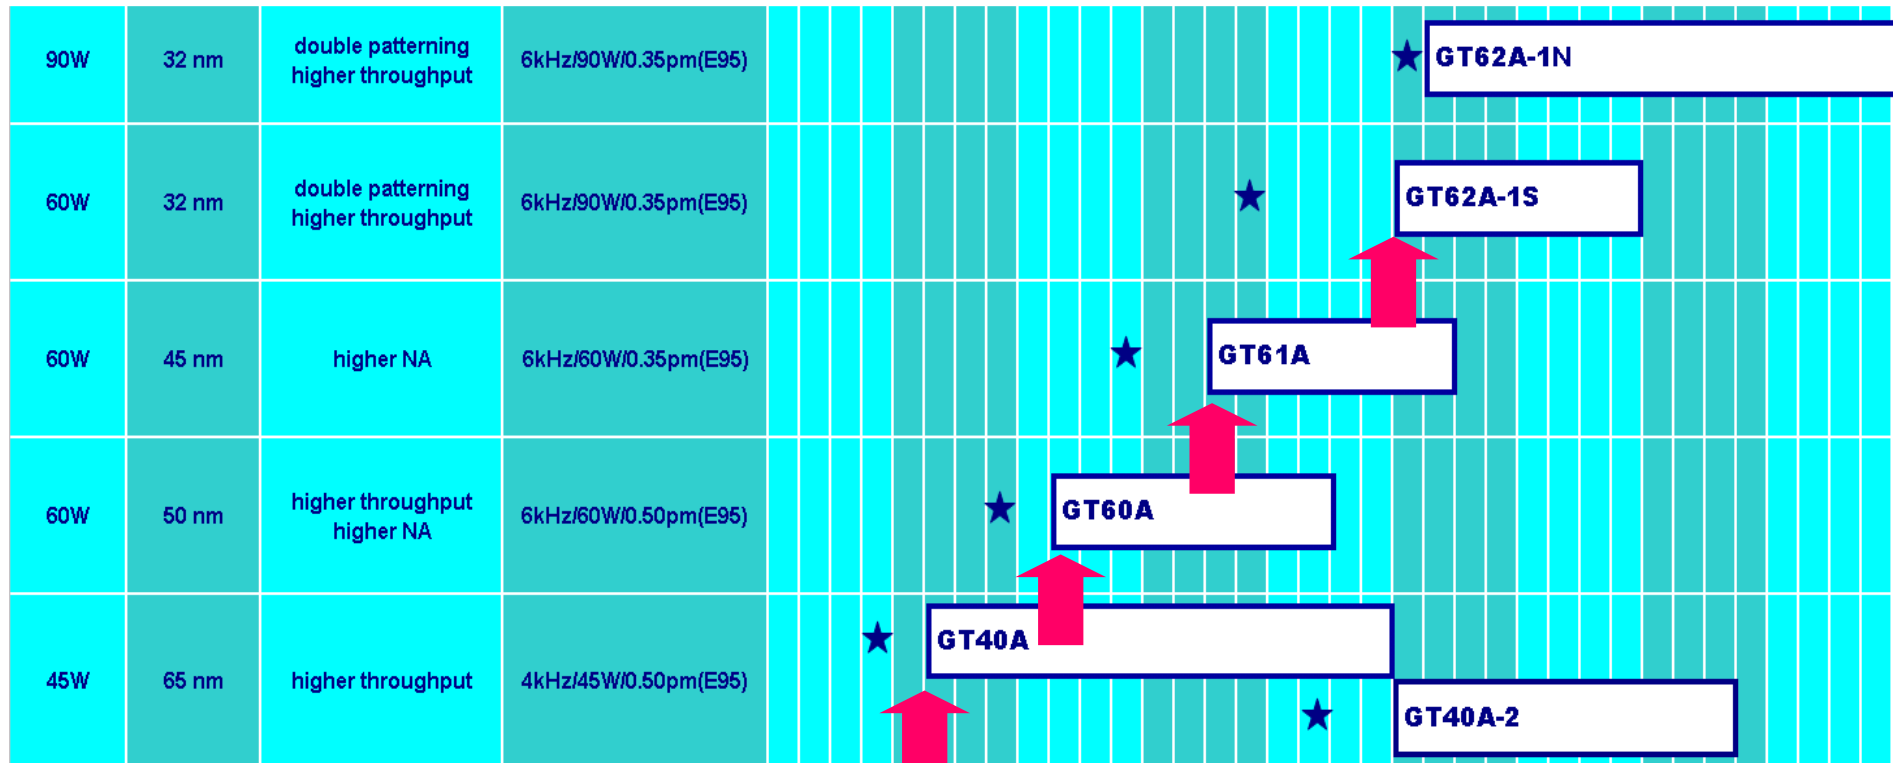 90W
32 nm
double patterning
higher throughput
6kHz/90W/0.35pm(E95)
GT62A-1N
60W
32 nm
double patterning
higher throughput
6kHz/90W/0.35pm(E95)
GT62A-1S
60W
45 nm
higher NA
6kHz/60W/0.35pm(E95)
GT61A
60W
50 nm
higher throughput
higher NA
6kHz/60W/0.50pm(E95)
GT60A
45W
65 nm
higher throughput
4kHz/45W/0.50pm(E95)
GT40A
GT40A-2